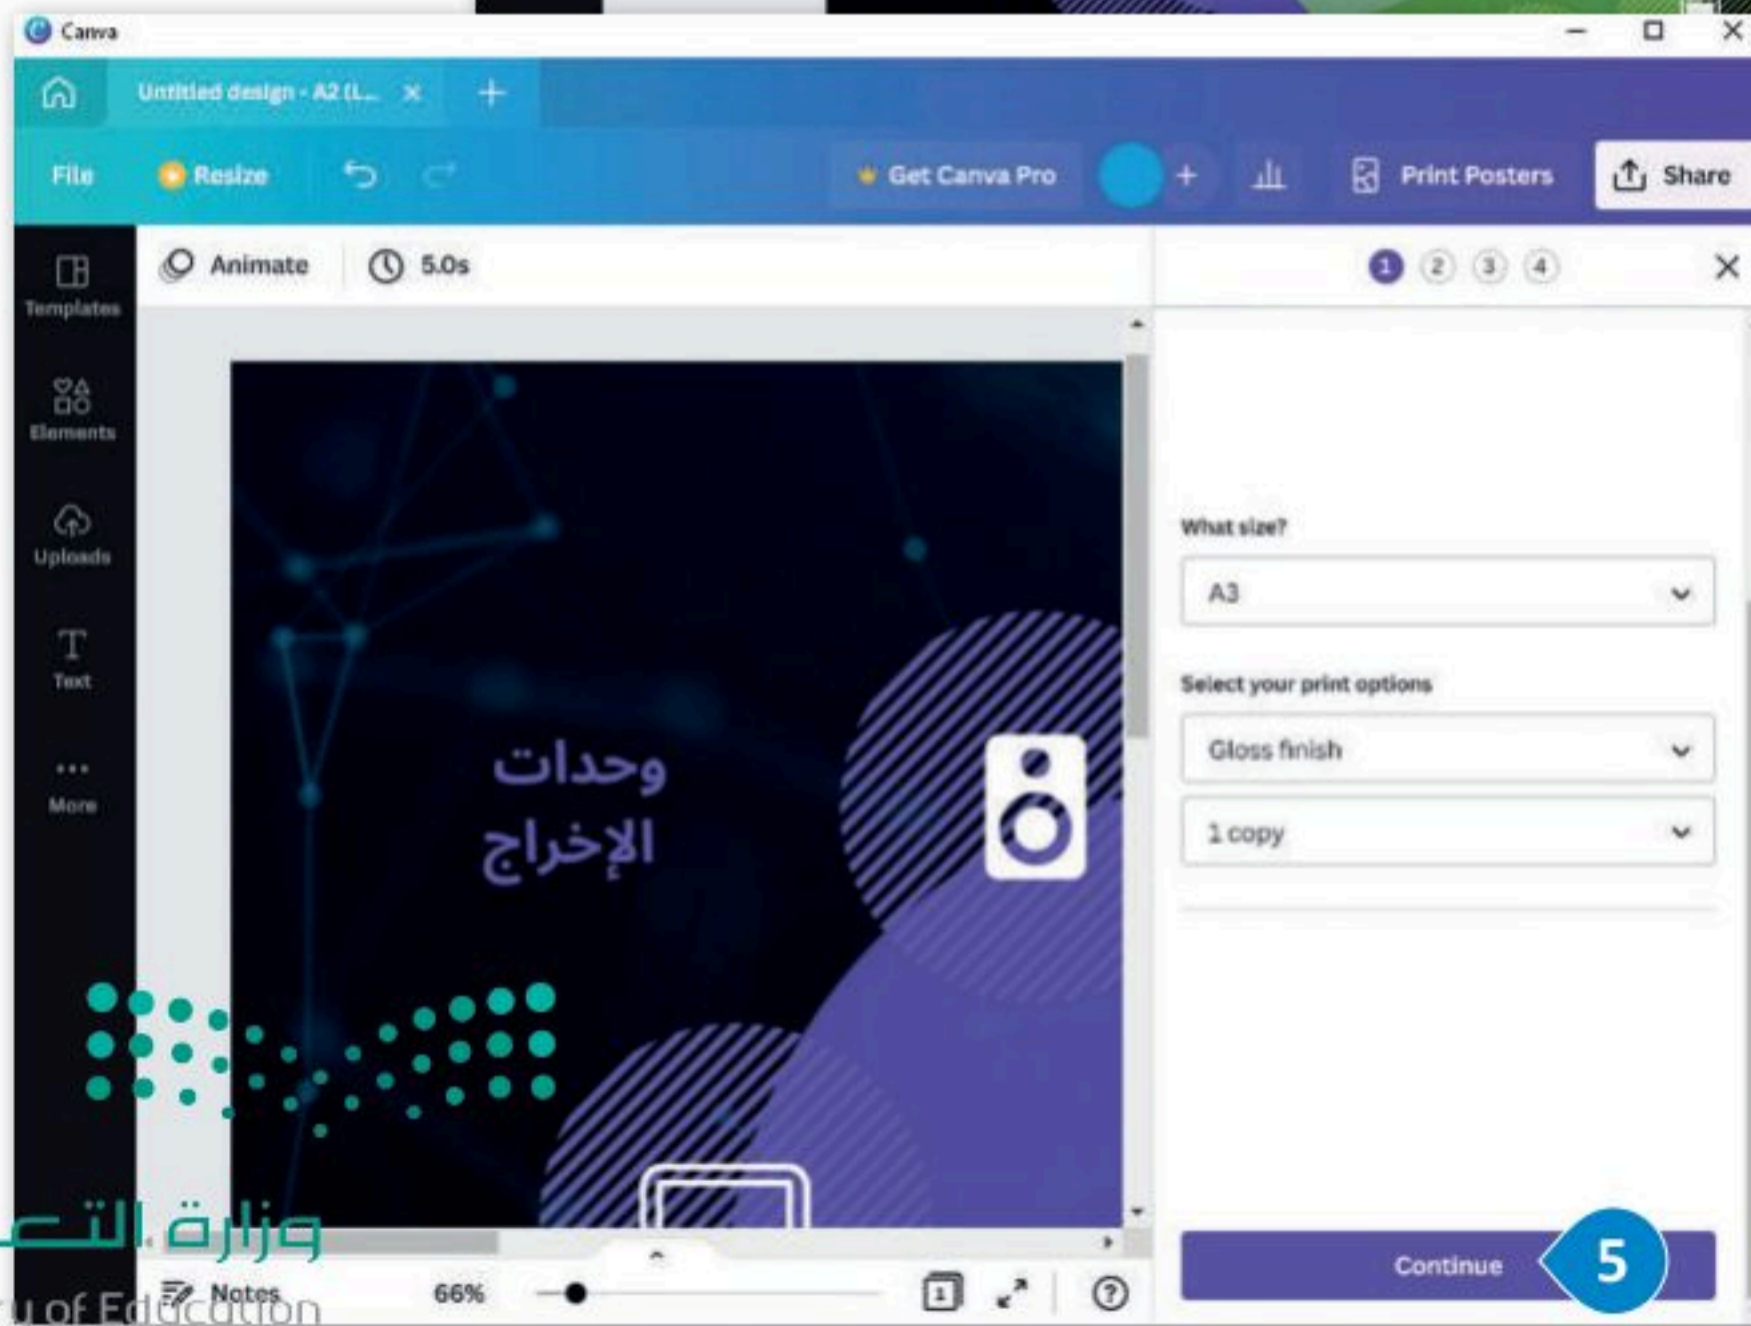 Canva
Untitled design - A2 (L...
File
Resize
Get Canva Pro
Print Posters
Share
Animate
5.0s
1 2 3 4
Templates
Elements
Uploads
Text
More
What size?
A3
Select your print options
Gloss finish
1 copy
وحدات
الإخراج
Continue
5
Notes
66%
1
وزارة التـعـ
y of Education